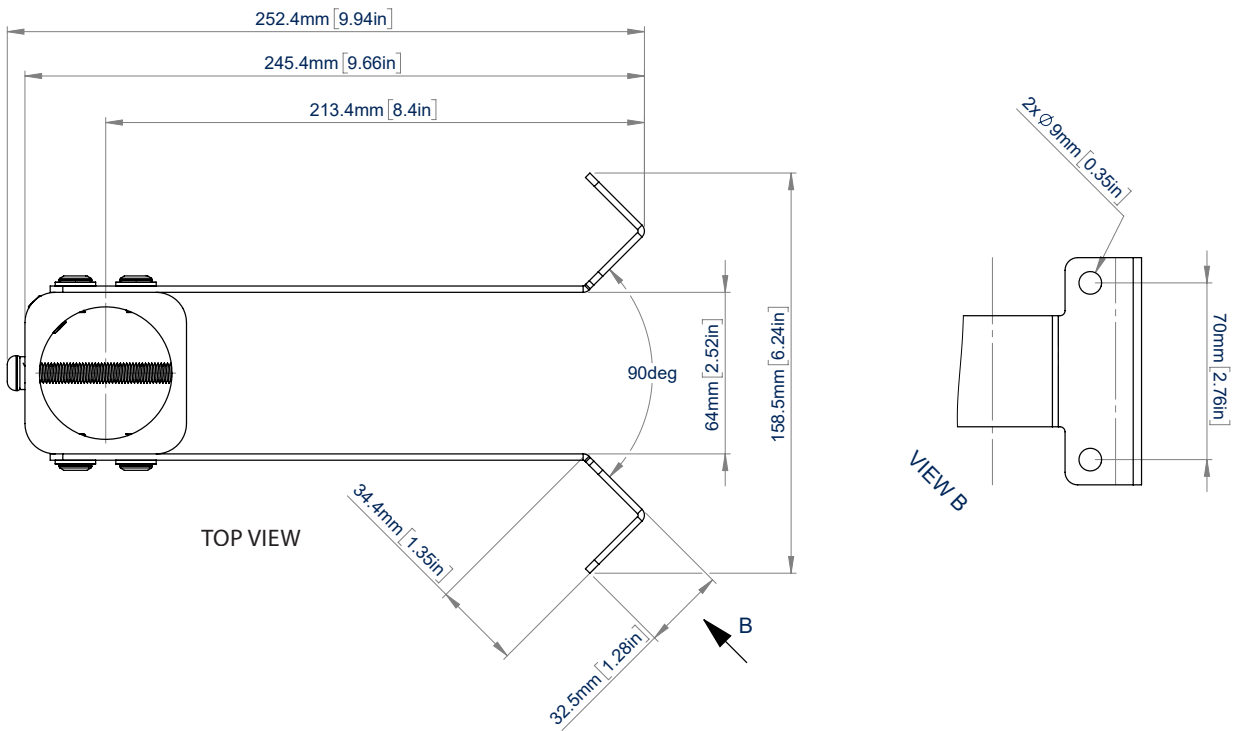 252.4mm [9.94in]
245.4mm [9.66in]
213.4mm [8.4in]
2x Ø 9mm [0.35in]
90deg
64mm [2.52in]
158.5mm [6.24in]
70mm [2.76in]
VIEW B
34.4mm [1.35in]
TOP VIEW
32.5mm [1.28in]
B